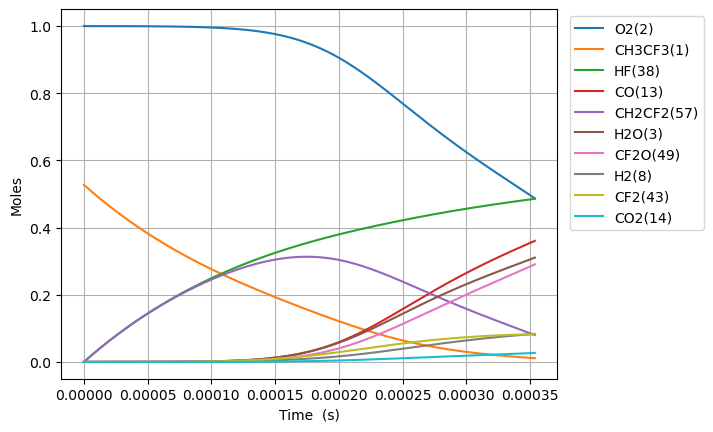 1.0
0.8
0.6
0.4
0.2
0.0
Moles
0.00000 0.00005 0.00010 0.00015 0.00020 0.00025 0.00030 0.00035
Time (s)
O2(2)
CH3CF3(1)
HF(38)
CO(13)
CH2CF2(57)
H2O(3)
CF2O(49)
H2(8)
CF2(43)
CO2(14)